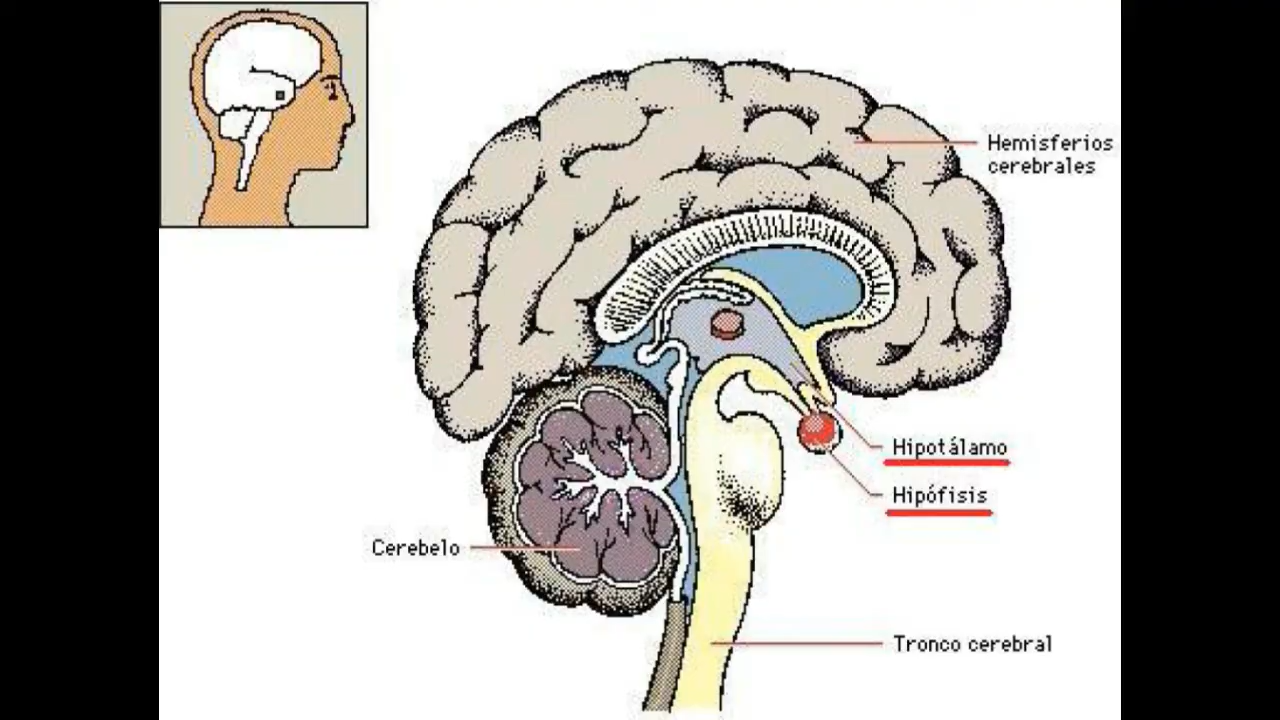 Hemisferios
cerebrales
Hipotálamo
Hipófisis
Cerebelo
Tronco cerebral